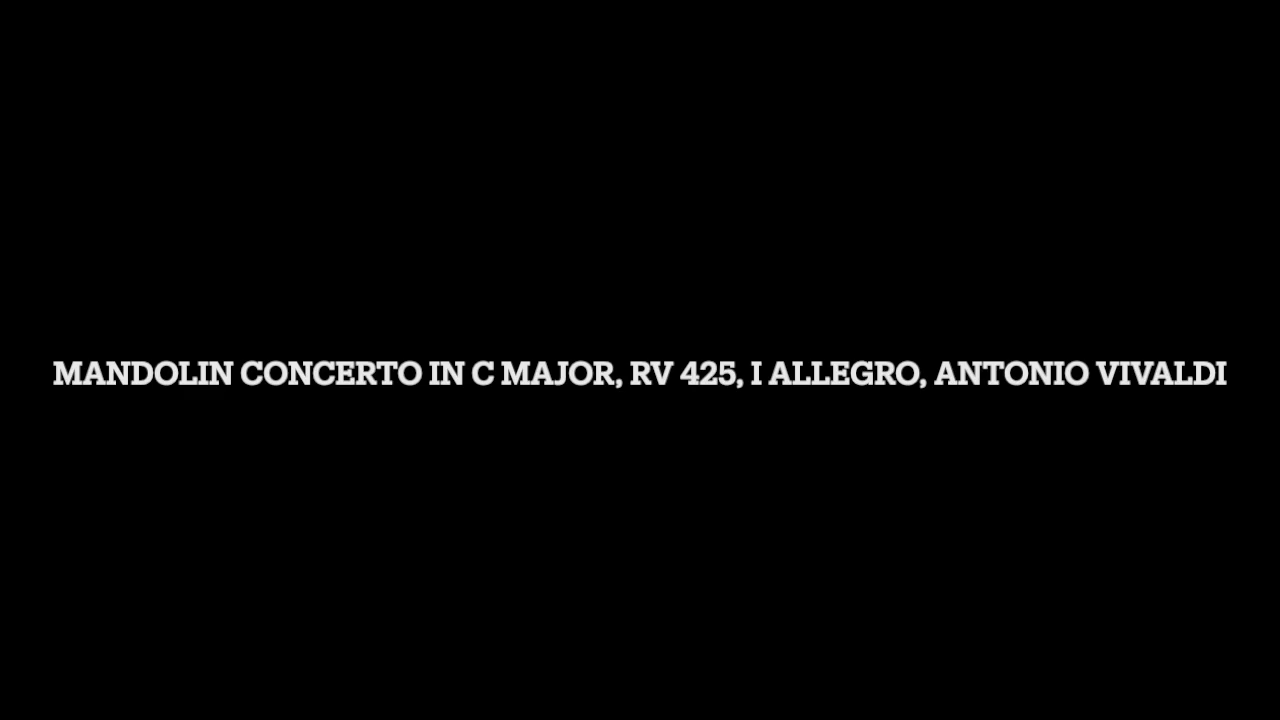 MANDOLIN CONCERTO IN C MAJOR, RV 425, I ALLEGRO, ANTONIO VIVALDI